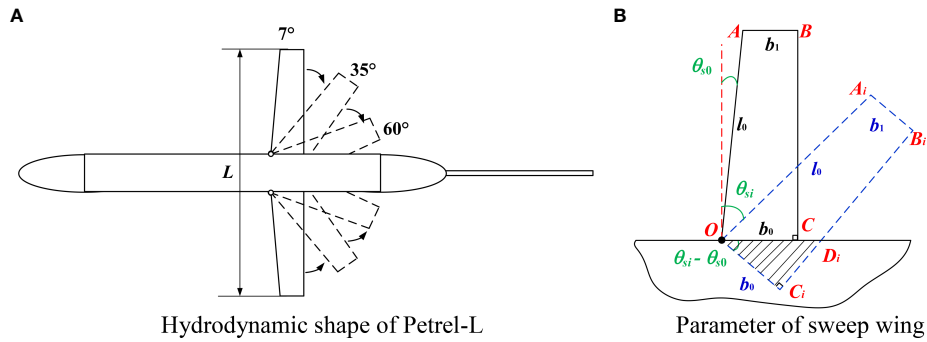 A
7°
35°
60°
L
Hydrodynamic shape of Petrel-L
B
A
B
b1
θs0
Ai
b1
Bi
l0
l0
θsi
O
b0
C
θsi - θs0
Di
b0
Ci
Parameter of sweep wing